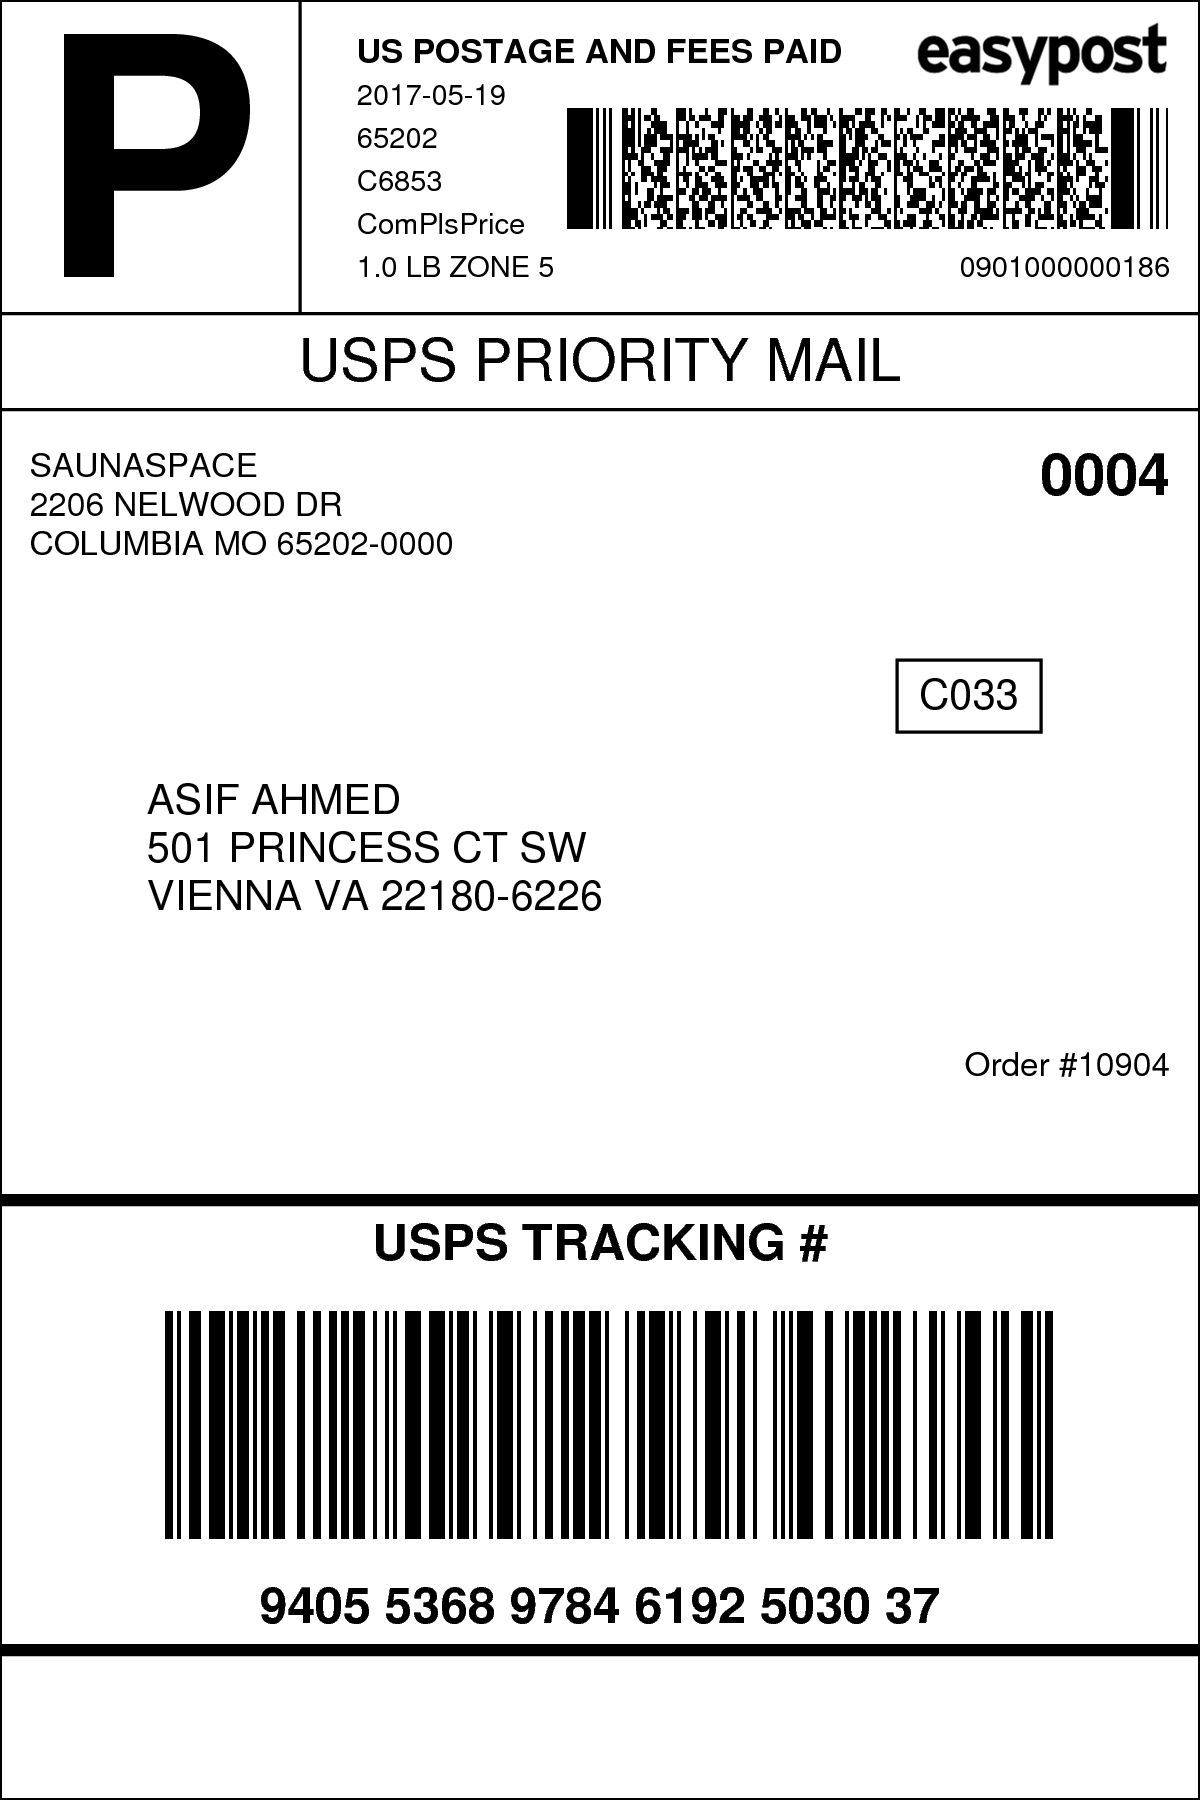 P
US POSTAGE AND FEES PAID
easypost
2017-05-19
65202
C6853
ComPlsPrice
1.0 LB ZONE 5
0901000000186
USPS PRIORITY MAIL
SAUNASPACE
2206 NELWOOD DR
COLUMBIA MO 65202-0000
0004
C033
ASIF AHMED
501 PRINCESS CT SW
VIENNA VA 22180-6226
Order #10904
USPS TRACKING #
9405 5368 9784 6192 5030 37